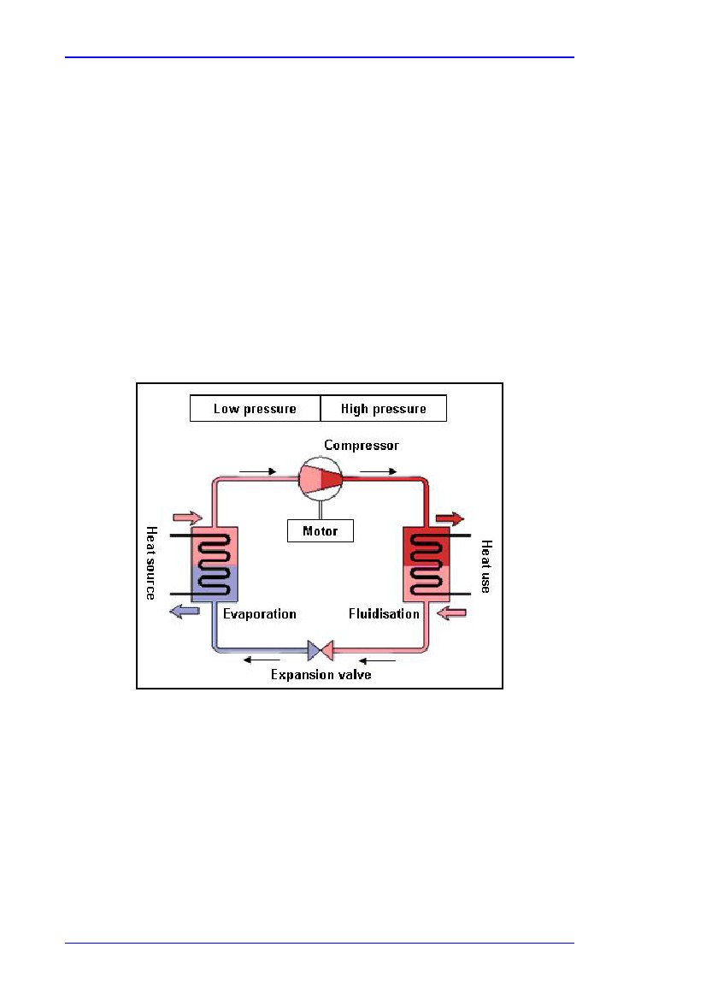 Low pressure
High pressure
Compressor
Motor
Heat source
Heat use
Evaporation
Fluidisation
Expansion valve